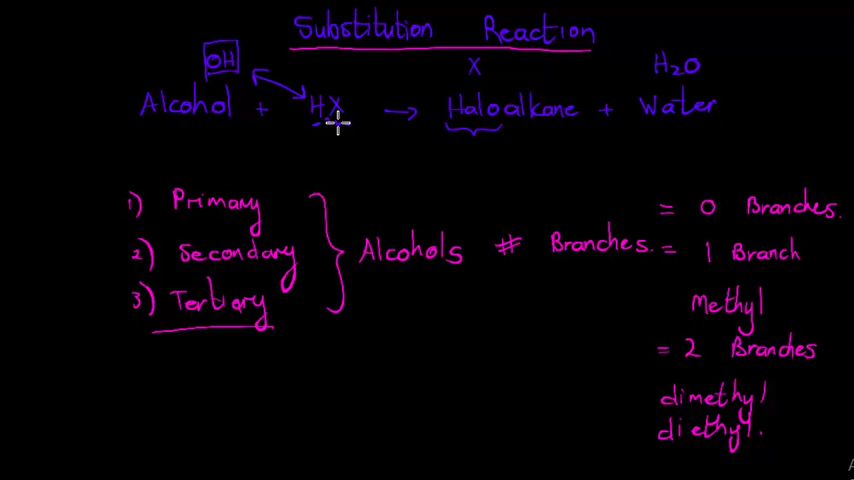 Substitution Reaction
OH X H2O
Alcohol + HX → Haloalkane + Water
1) Primary = 0 Branches.
2) Secondary } Alcohols # Branches. = 1 Branch
3) Tertiary Methyl
= 2 Branches
dimethyl
diethyl.